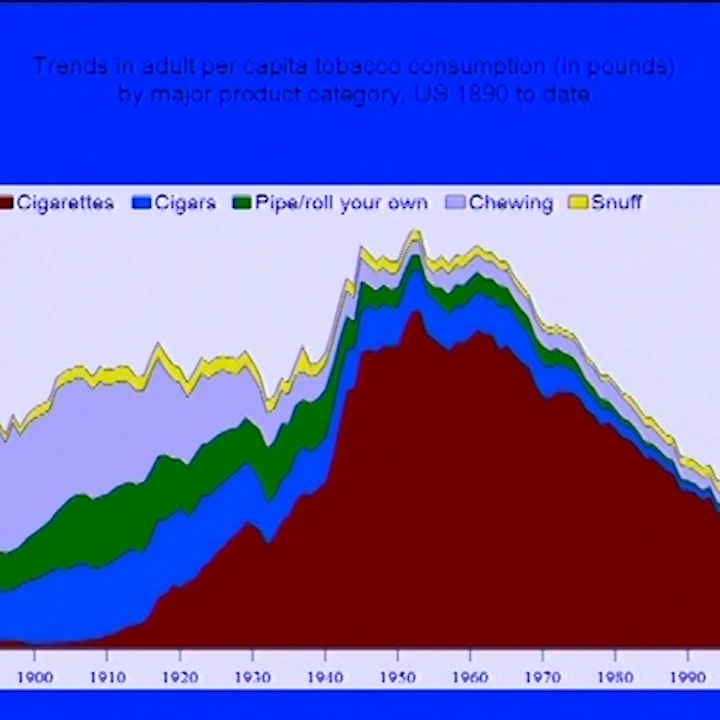 Trends in adult per capita tobacco consumption (in pounds)
by major product category, US 1890 to date
Cigarettes Cigars Pipe/roll your own Chewing Snuff
1900 1910 1920 1930 1940 1950 1960 1970 1980 1990